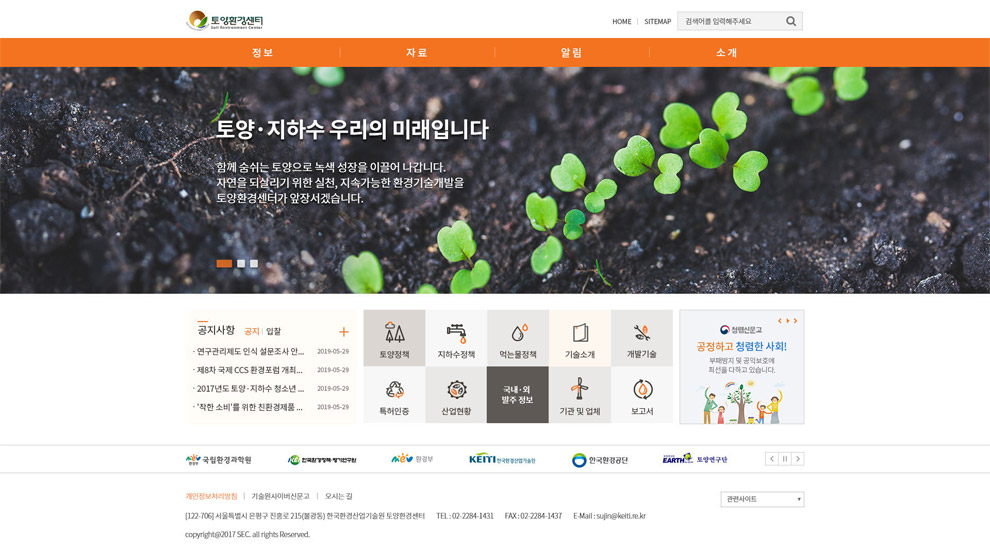 토양환경센터
Soil Environment Center
HOME | SITEMAP
검색어를 입력해주세요
정보
자료
알림
소개
토양·지하수 우리의 미래입니다
함께 숨쉬는 토양으로 녹색 성장을 이끌어 나갑니다.
자연을 되살리기 위한 실천, 지속가능한 환경기술개발을
토양환경센터가 앞장서겠습니다.
공지사항 공지 | 입찰
· 연구관리제도 인식 설문조사 안... 2019-05-29
· 제8차 국제 CCS 환경포럼 개최... 2019-05-29
· 2017년도 토양·지하수 청소년 ... 2019-05-29
· '착한 소비'를 위한 친환경제품 ... 2019-05-29
토양정책
지하수정책
먹는물정책
기술소개
개발기술
특허인증
산업현황
국내·외
발주 정보
기관 및 업체
보고서
청렴신문고
공정하고 청렴한 사회!
부패방지 및 공익보호에
최선을 다하고 있습니다.
환경부 국립환경과학원
KEI 한국환경정책·평가연구원
환경부
KEITI 한국환경산업기술원
한국환경공단
EARTH 토양연구단
개인정보처리방침 | 기술원사이버신문고 | 오시는 길
관련사이트
[122-706] 서울특별시 은평구 진흥로 215(불광동) 한국환경산업기술원 토양환경센터 TEL : 02-2284-1431 FAX : 02-2284-1437 E-Mail : sujin@keiti.re.kr
copyright@2017 SEC. all rights Reserved.